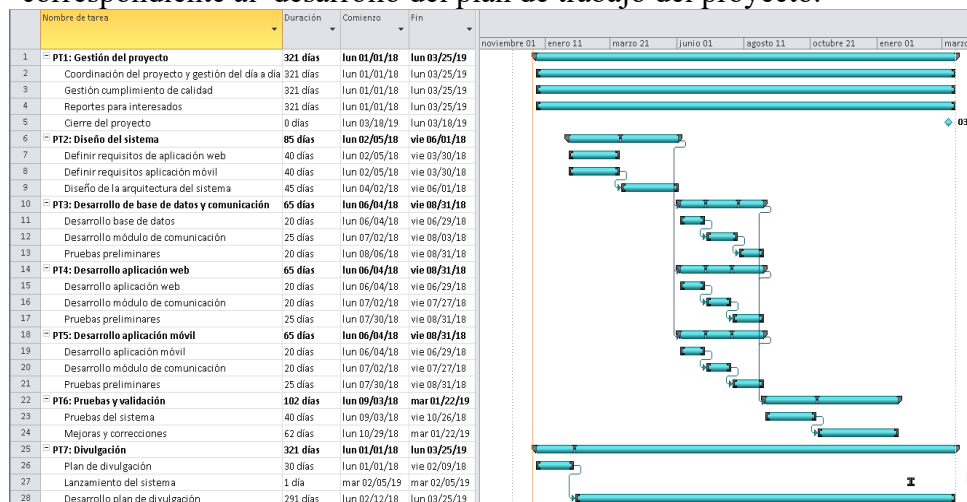 correspondiente al desarrollo del plan de trabajo del proyecto.
Nombre de tarea Duración Comienzo Fin
noviembre 01 enero 11 marzo 21 junio 01 agosto 11 octubre 21 enero 01 marzo
1 PT1: Gestión del proyecto 321 días lun 01/01/18 lun 03/25/19
2 Coordinación del proyecto y gestión del día a día 321 días lun 01/01/18 lun 03/25/19
3 Gestión cumplimiento de calidad 321 días lun 01/01/18 lun 03/25/19
4 Reportes para interesados 321 días lun 01/01/18 lun 03/25/19
5 Cierre del proyecto 0 días lun 03/18/19 lun 03/18/19 03
6 PT2: Diseño del sistema 85 días lun 02/05/18 vie 06/01/18
7 Definir requisitos de aplicación web 40 días lun 02/05/18 vie 03/30/18
8 Definir requisitos aplicación móvil 40 días lun 02/05/18 vie 03/30/18
9 Diseño de la arquitectura del sistema 45 días lun 04/02/18 vie 06/01/18
10 PT3: Desarrollo de base de datos y comunicación 65 días lun 06/04/18 vie 08/31/18
11 Desarrollo base de datos 20 días lun 06/04/18 vie 06/29/18
12 Desarrollo módulo de comunicación 25 días lun 07/02/18 vie 08/03/18
13 Pruebas preliminares 20 días lun 08/06/18 vie 08/31/18
14 PT4: Desarrollo aplicación web 65 días lun 06/04/18 vie 08/31/18
15 Desarrollo aplicación web 20 días lun 06/04/18 vie 06/29/18
16 Desarrollo módulo de comunicación 20 días lun 07/02/18 vie 07/27/18
17 Pruebas preliminares 25 días lun 07/30/18 vie 08/31/18
18 PT5: Desarrollo aplicación móvil 65 días lun 06/04/18 vie 08/31/18
19 Desarrollo aplicación móvil 20 días lun 06/04/18 vie 06/29/18
20 Desarrollo módulo de comunicación 20 días lun 07/02/18 vie 07/27/18
21 Pruebas preliminares 25 días lun 07/30/18 vie 08/31/18
22 PT6: Pruebas y validación 102 días lun 09/03/18 mar 01/22/19
23 Pruebas del sistema 40 días lun 09/03/18 vie 10/26/18
24 Mejoras y correcciones 62 días lun 10/29/18 mar 01/22/19
25 PT7: Divulgación 321 días lun 01/01/18 lun 03/25/19
26 Plan de divulgación 30 días lun 01/01/18 vie 02/09/18
27 Lanzamiento del sistema 1 día mar 02/05/19 mar 02/05/19
28 Desarrollo plan de divulgación 291 días lun 02/12/18 lun 03/25/19